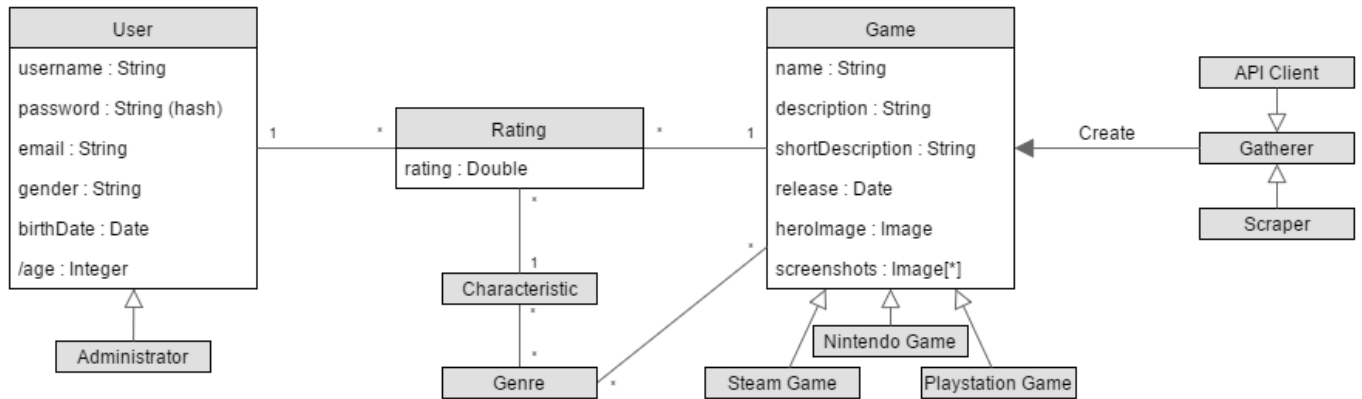 User
username : String
password : String (hash)
email : String
gender : String
birthDate : Date
/age : Integer
Administrator
1
*
Rating
rating : Double
*
1
*
1
Characteristic
*
*
Genre
*
*
Game
name : String
description : String
shortDescription : String
release : Date
heroImage : Image
screenshots : Image[*]
Steam Game
Nintendo Game
Playstation Game
Create
API Client
Gatherer
Scraper